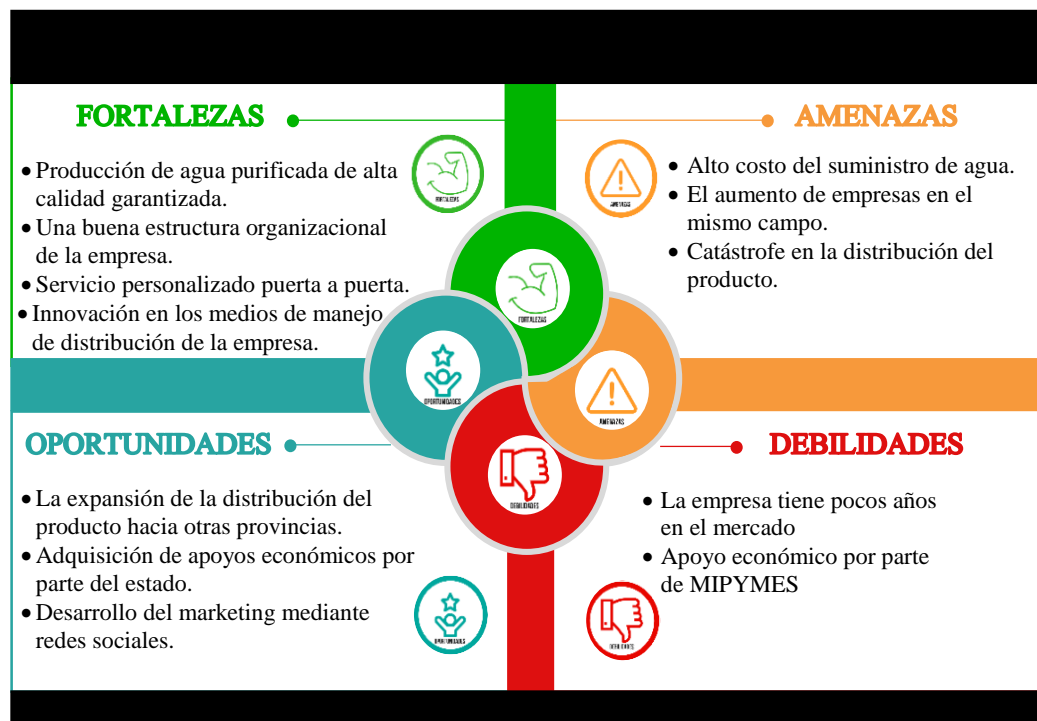 FORTALEZAS
• Producción de agua purificada de alta
calidad garantizada.
• Una buena estructura organizacional
de la empresa.
• Servicio personalizado puerta a puerta.
• Innovación en los medios de manejo
de distribución de la empresa.
FORTALEZAS
AMENAZAS
• Alto costo del suministro de agua.
• El aumento de empresas en el
mismo campo.
• Catástrofe en la distribución del
producto.
AMENAZAS
FORTALEZAS
OPORTUNIDADES
AMENAZAS
DEBILIDADES
OPORTUNIDADES
• La expansión de la distribución del
producto hacia otras provincias.
• Adquisición de apoyos económicos por
parte del estado.
• Desarrollo del marketing mediante
redes sociales.
OPORTUNIDADES
DEBILIDADES
• La empresa tiene pocos años
en el mercado
• Apoyo económico por parte
de MIPYMES
DEBILIDADES